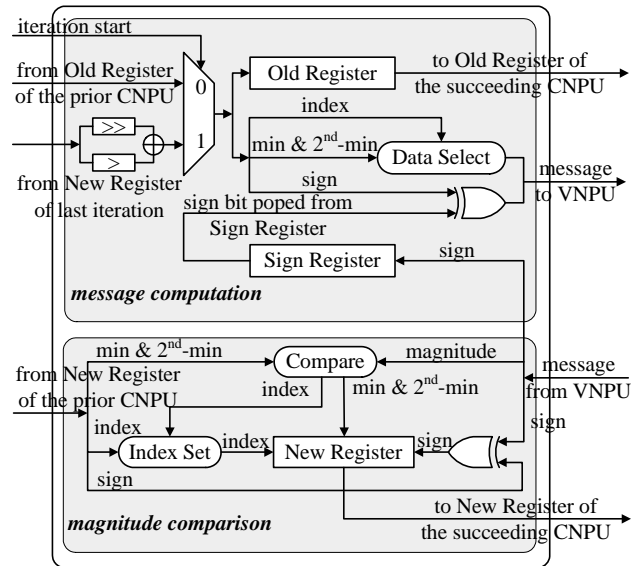 iteration start
from Old Register
of the prior CNPU
0
1
>>
>
from New Register
of last iteration
Old Register
to Old Register of
the succeeding CNPU
index
min & 2nd-min
Data Select
sign
message
to VNPU
sign bit poped from
Sign Register
Sign Register
sign
message computation
min & 2nd-min
Compare
magnitude
from New Register
of the prior CNPU
index
min & 2nd-min
message
from VNPU
sign
index
Index Set
index
New Register
sign
sign
to New Register of
the succeeding CNPU
magnitude comparison